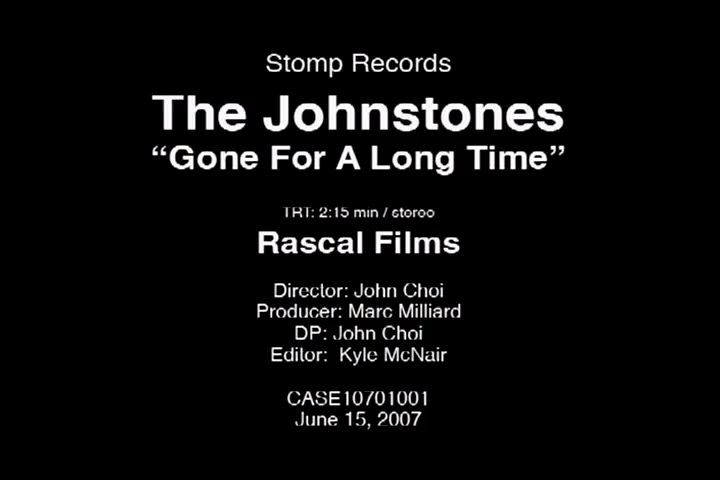 Stomp Records
The Johnstones
“Gone For A Long Time”
TRT: 2:15 min / stereo
Rascal Films
Director: John Choi
Producer: Marc Milliard
DP: John Choi
Editor: Kyle McNair
CASE10701001
June 15, 2007